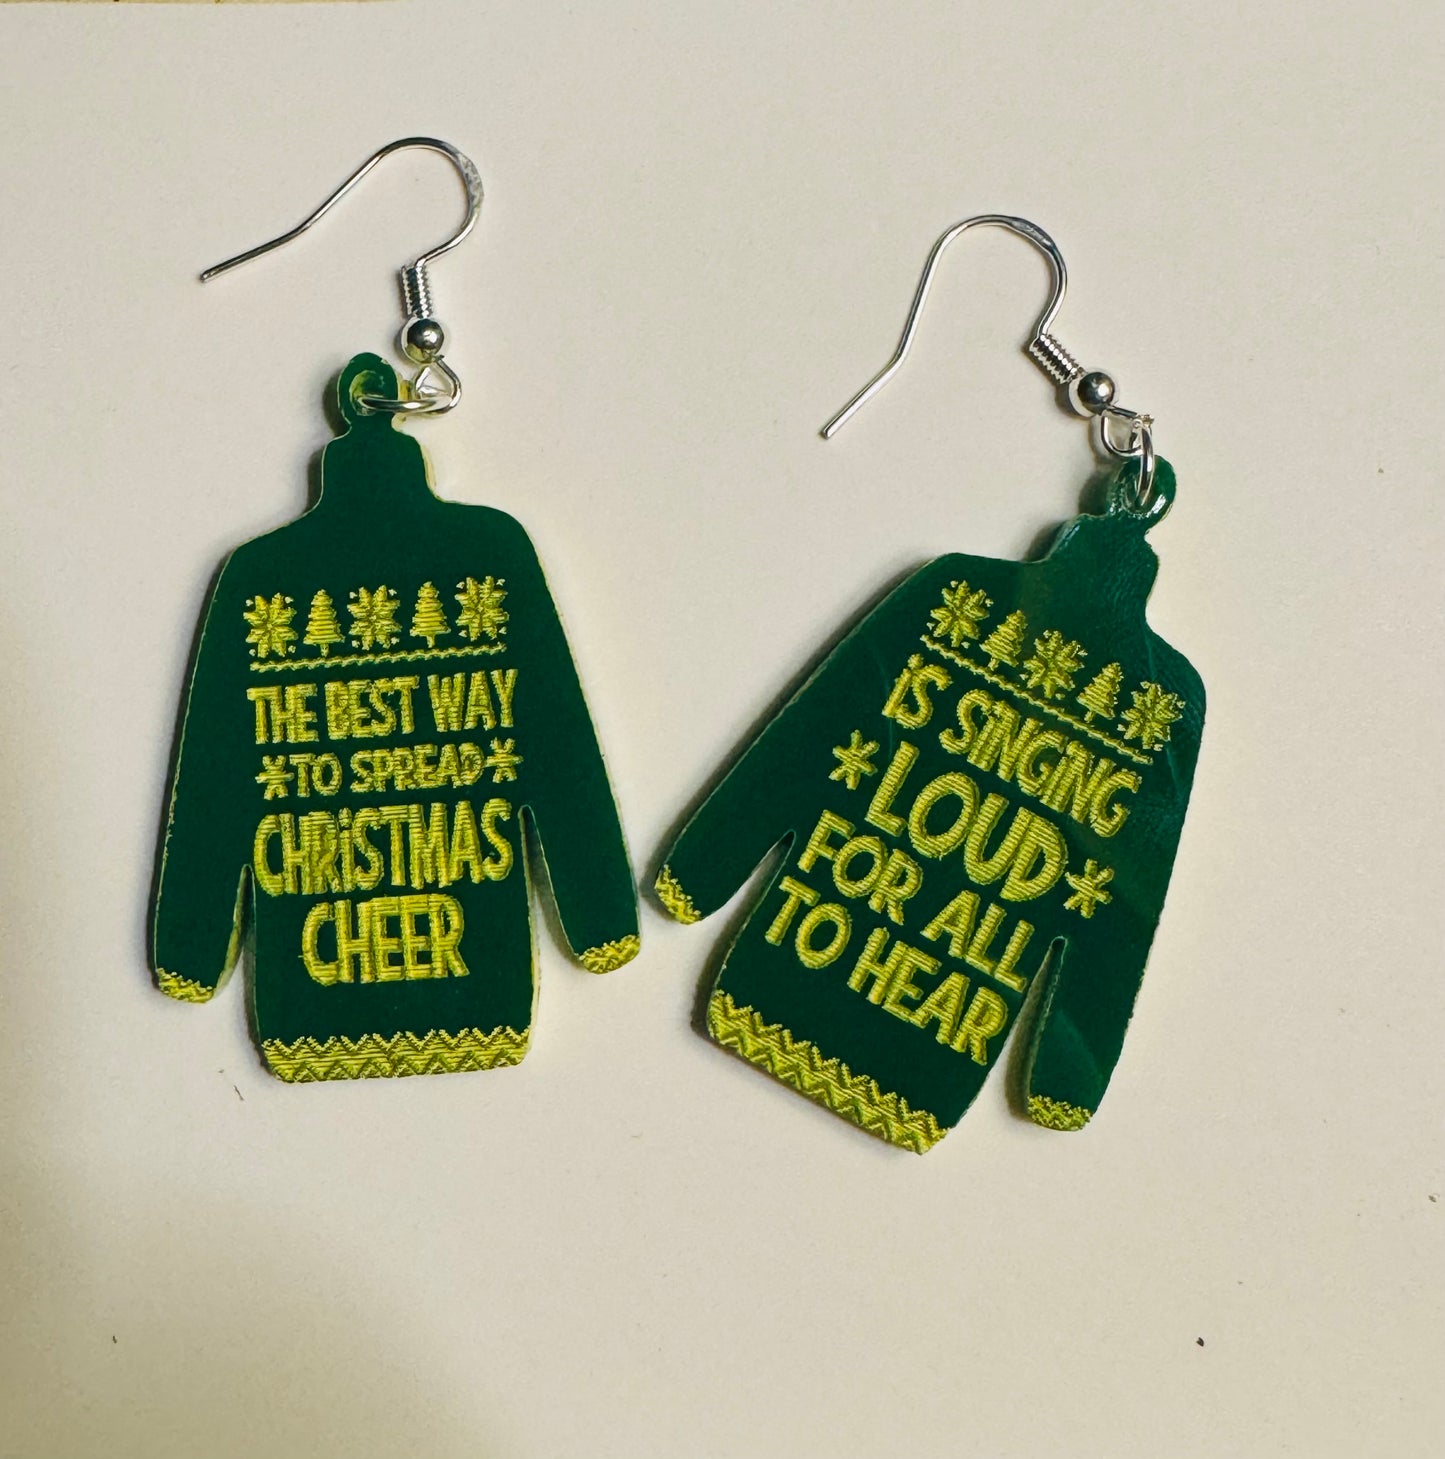 THE BEST WAY
TO SPREAD
CHRiSTMAS
CHEER
iS SiNGiNG
LOUD
FOR ALL
TO HEAR